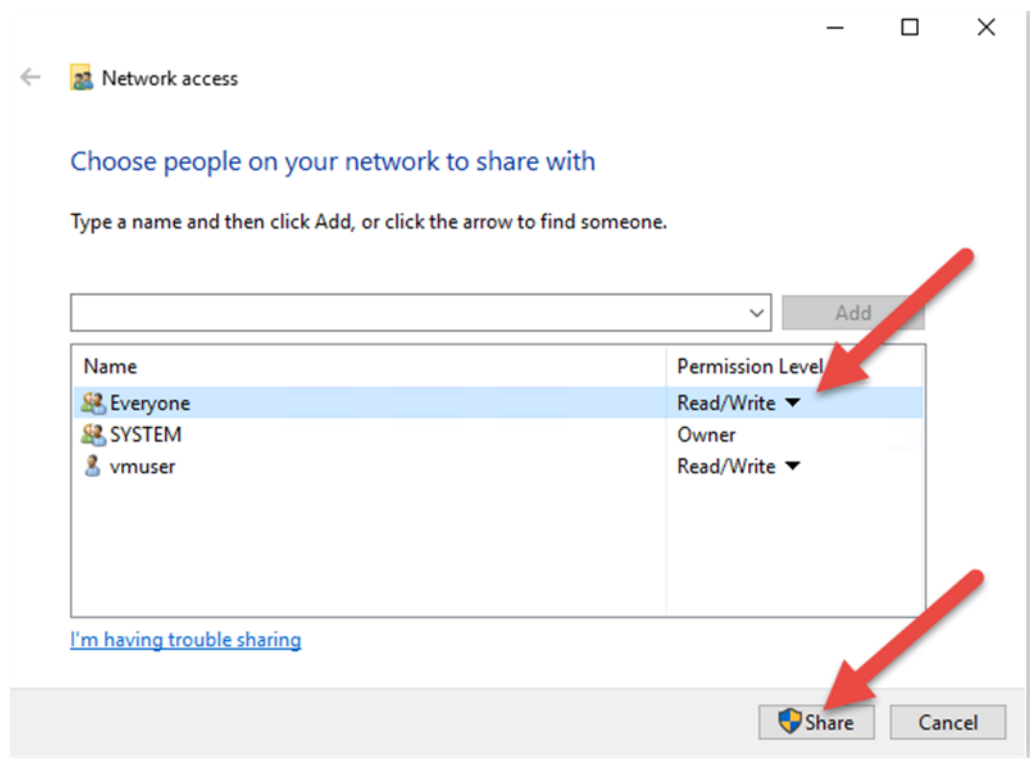 Network access
Choose people on your network to share with
Type a name and then click Add, or click the arrow to find someone.
Add
Name Permission Level
Everyone Read/Write
SYSTEM Owner
vmuser Read/Write
I'm having trouble sharing
Share Cancel